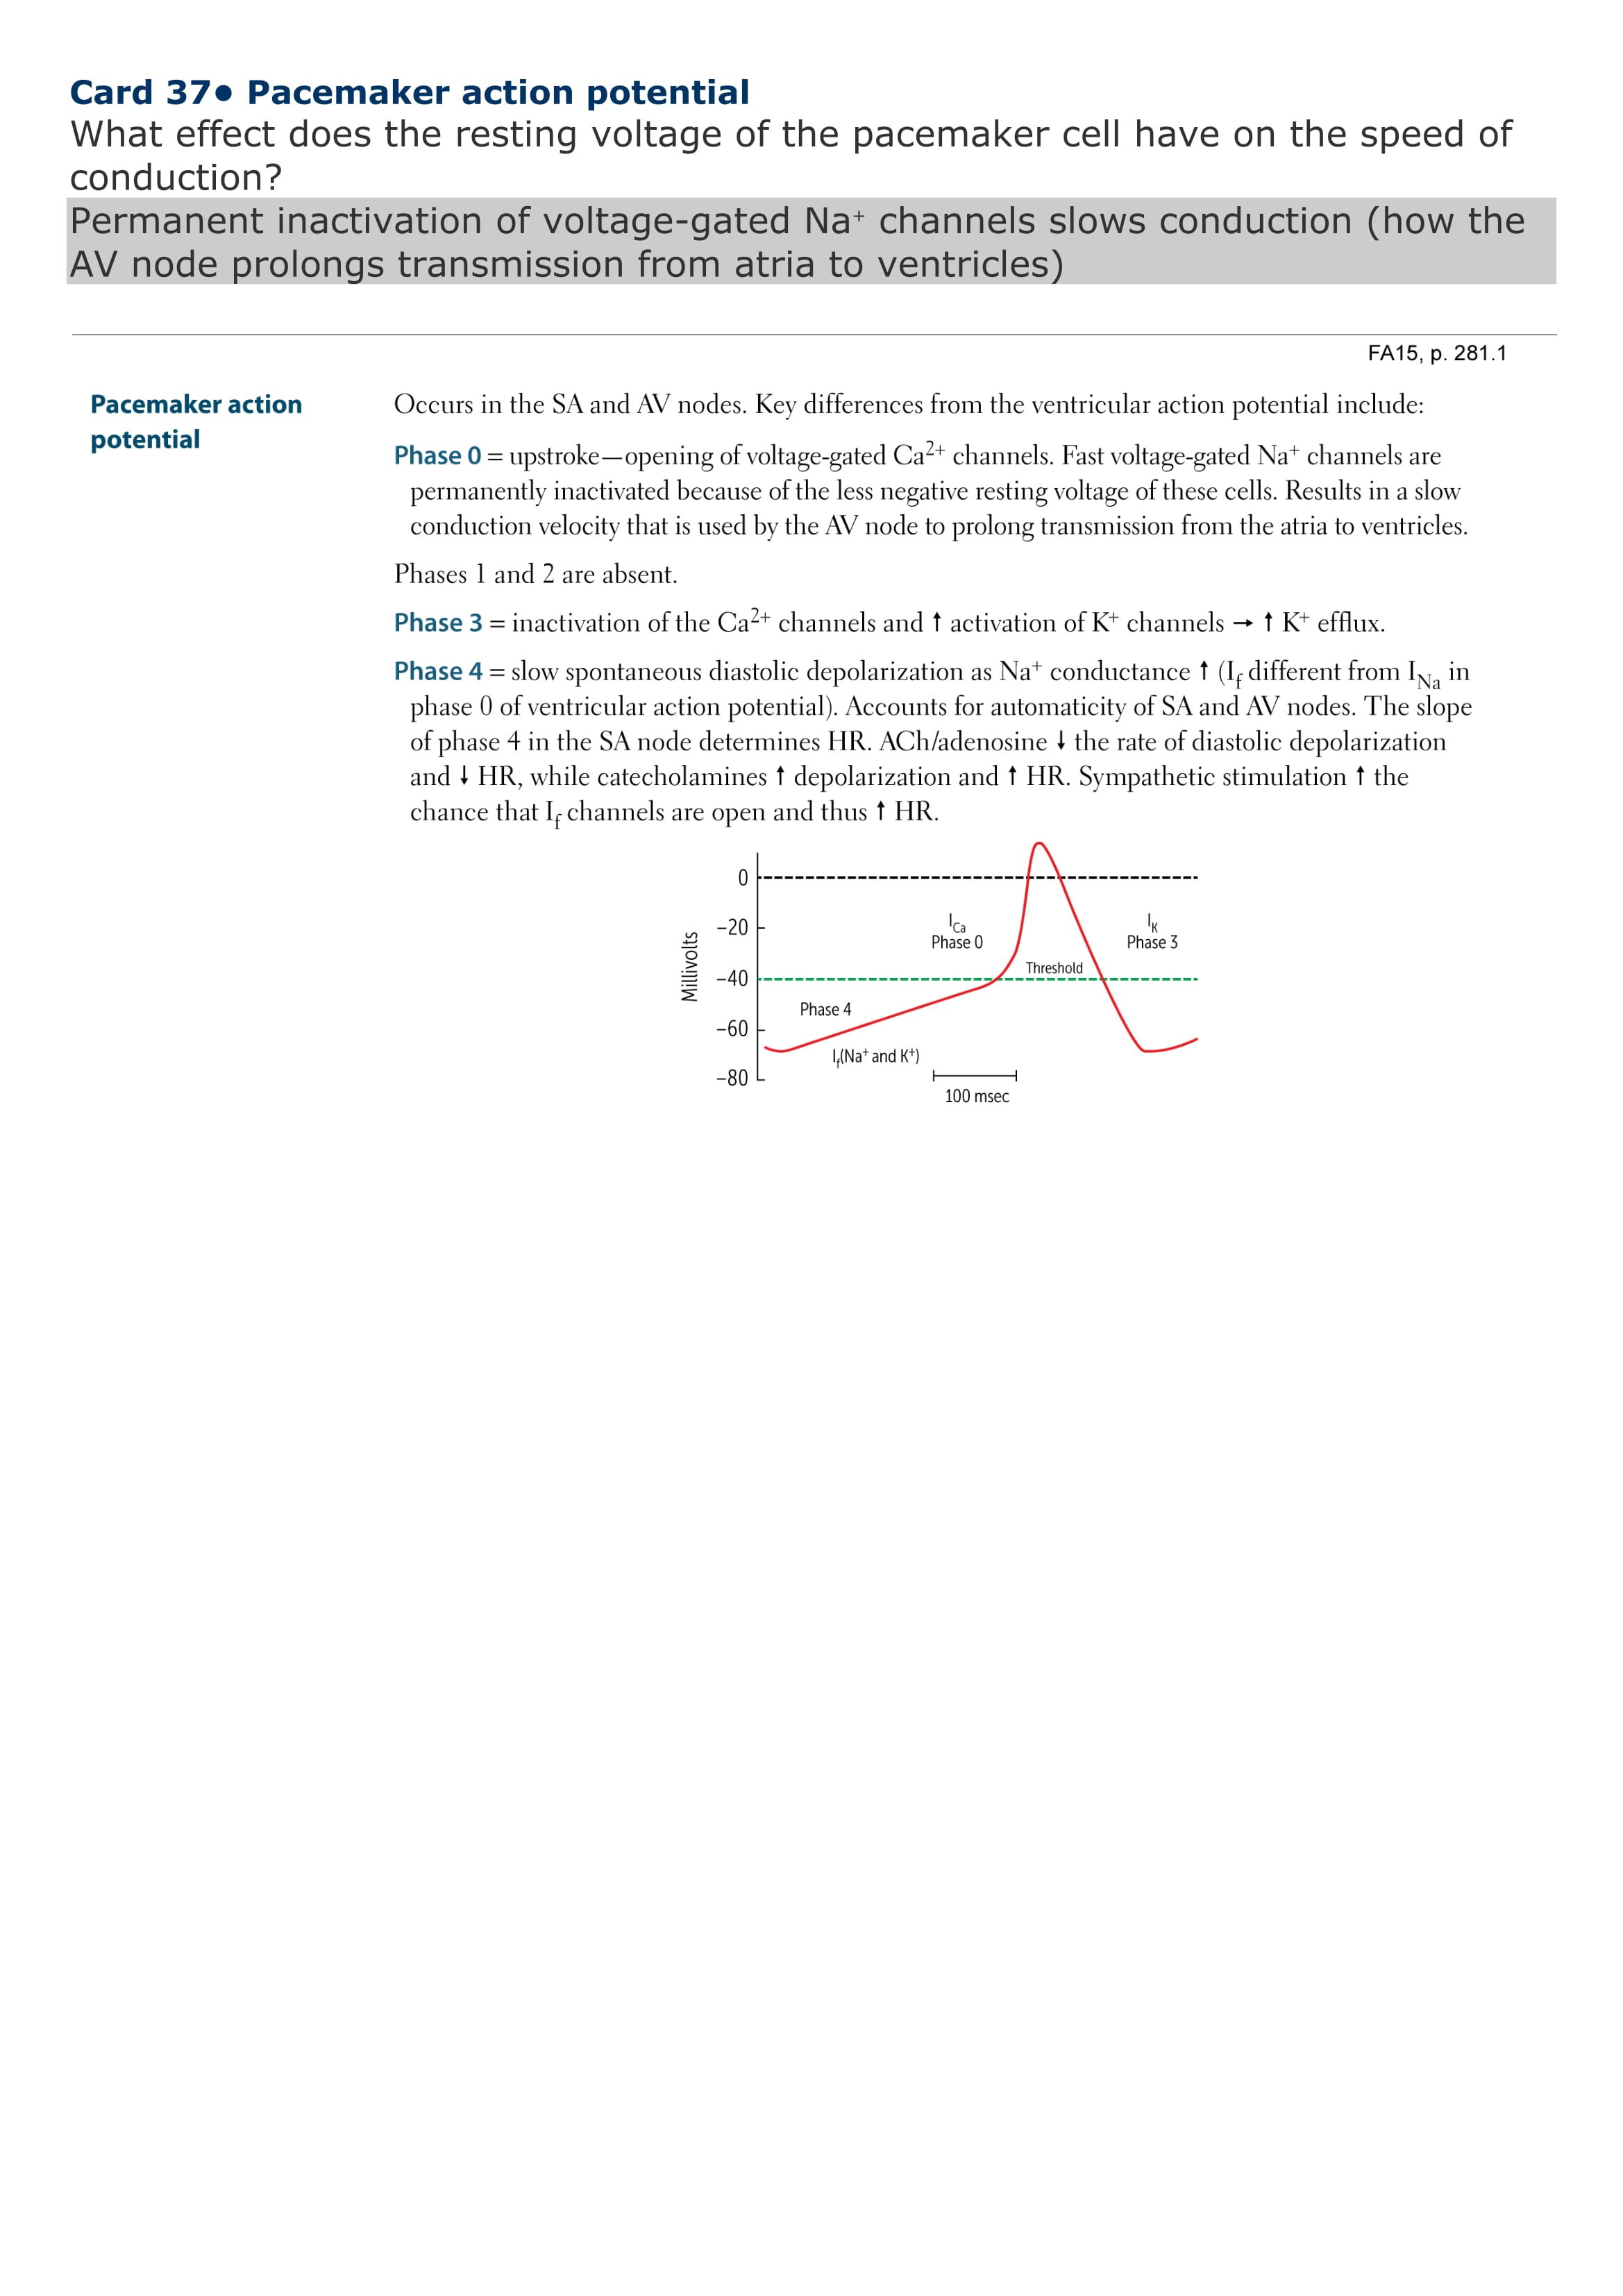 Card 37● Pacemaker action potential
What effect does the resting voltage of the pacemaker cell have on the speed of
conduction?
Permanent inactivation of voltage-gated Na⁺ channels slows conduction (how the
AV node prolongs transmission from atria to ventricles)
FA15, p. 281.1
Pacemaker action
potential
Occurs in the SA and AV nodes. Key differences from the ventricular action potential include:
Phase 0 = upstroke—opening of voltage-gated Ca²⁺ channels. Fast voltage-gated Na⁺ channels are
permanently inactivated because of the less negative resting voltage of these cells. Results in a slow
conduction velocity that is used by the AV node to prolong transmission from the atria to ventricles.
Phases 1 and 2 are absent.
Phase 3 = inactivation of the Ca²⁺ channels and ↑ activation of K⁺ channels → ↑ K⁺ efflux.
Phase 4 = slow spontaneous diastolic depolarization as Na⁺ conductance ↑ (I_f different from I_Na in
phase 0 of ventricular action potential). Accounts for automaticity of SA and AV nodes. The slope
of phase 4 in the SA node determines HR. ACh/adenosine ↓ the rate of diastolic depolarization
and ↓ HR, while catecholamines ↑ depolarization and ↑ HR. Sympathetic stimulation ↑ the
chance that I_f channels are open and thus ↑ HR.
Millivolts
0
−20
−40
−60
−80
I_Ca
Phase 0
I_K
Phase 3
Threshold
Phase 4
I_f(Na⁺ and K⁺)
100 msec